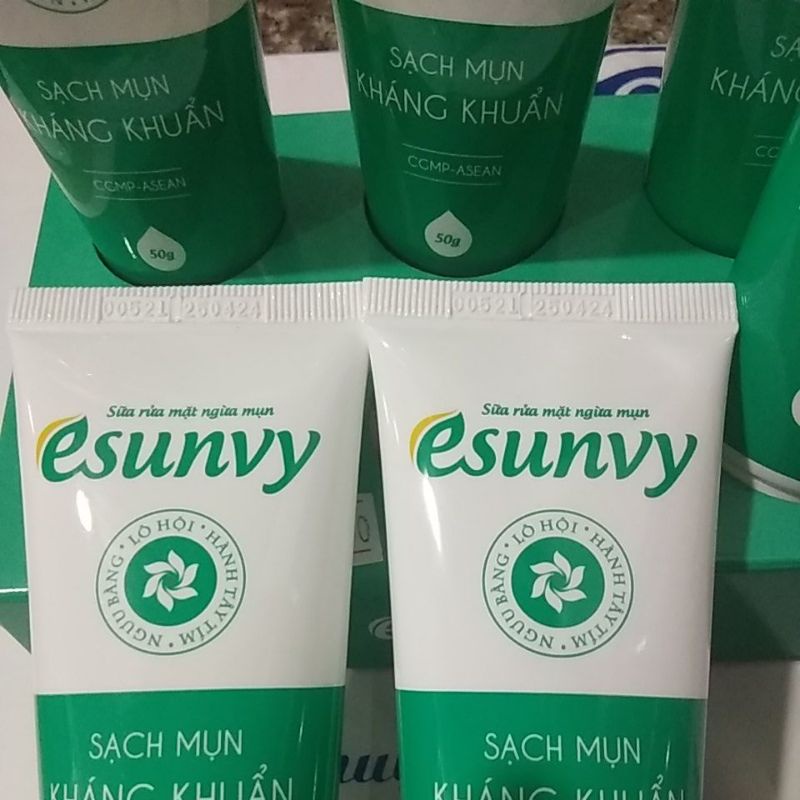 SẠCH MỤN
KHÁNG KHUẨN
CGMP-ASEAN
50g
SẠCH MỤN
KHÁNG KHUẨN
CGMP-ASEAN
50g
00521 250424
Sữa rửa mặt ngừa mụn
esunvy
NGƯU BÀNG • LÔ HỘI • HÀNH TÂY TÍM •
SẠCH MỤN
KHÁNG KHUẨN
00521 250424
Sữa rửa mặt ngừa mụn
esunvy
NGƯU BÀNG • LÔ HỘI • HÀNH TÂY TÍM •
SẠCH MỤN
KHÁNG KHUẨN